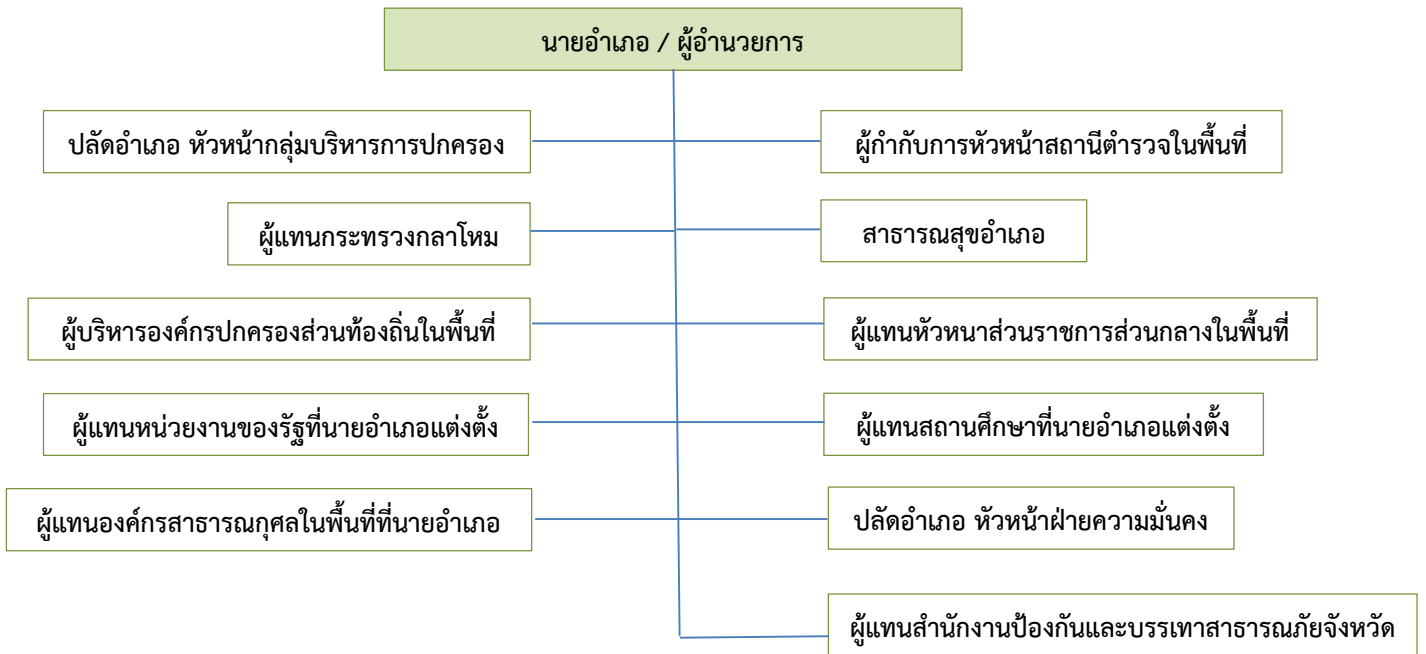 นายอำเภอ / ผู้อำนวยการ
ปลัดอำเภอ หัวหน้ากลุ่มบริหารการปกครอง
ผู้กำกับการหัวหน้าสถานีตำรวจในพื้นที่
ผู้แทนกระทรวงกลาโหม
สาธารณสุขอำเภอ
ผู้บริหารองค์กรปกครองส่วนท้องถิ่นในพื้นที่
ผู้แทนหัวหนาส่วนราชการส่วนกลางในพื้นที่
ผู้แทนหน่วยงานของรัฐที่นายอำเภอแต่งตั้ง
ผู้แทนสถานศึกษาที่นายอำเภอแต่งตั้ง
ผู้แทนองค์กรสาธารณกุศลในพื้นที่ที่นายอำเภอ
ปลัดอำเภอ หัวหน้าฝ่ายความมั่นคง
ผู้แทนสำนักงานป้องกันและบรรเทาสาธารณภัยจังหวัด